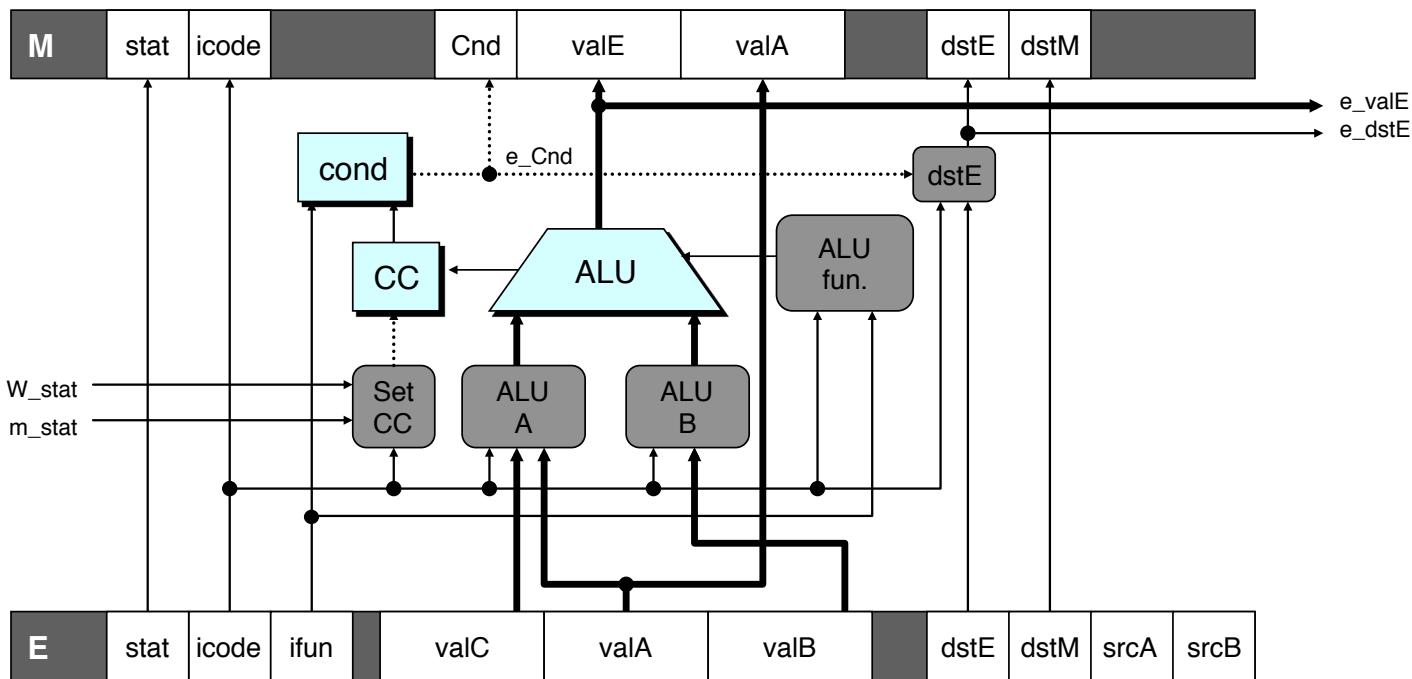 M stat icode Cnd valE valA dstE dstM
e_valE
e_dstE
e_Cnd
cond
dstE
ALU
fun.
CC
ALU
W_stat
m_stat
Set
CC
ALU
A
ALU
B
E stat icode ifun valC valA valB dstE dstM srcA srcB